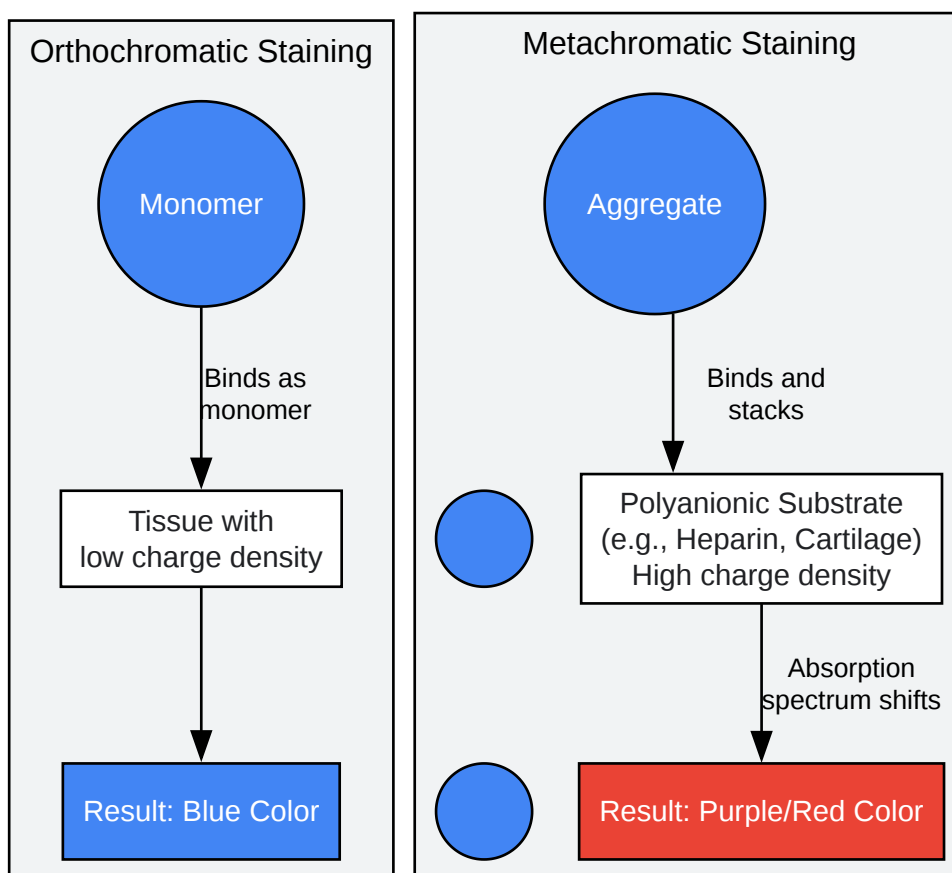 Orthochromatic Staining
Monomer
Binds as
monomer
Tissue with
low charge density
Result: Blue Color
Metachromatic Staining
Aggregate
Binds and
stacks
Polyanionic Substrate
(e.g., Heparin, Cartilage)
High charge density
Absorption
spectrum shifts
Result: Purple/Red Color